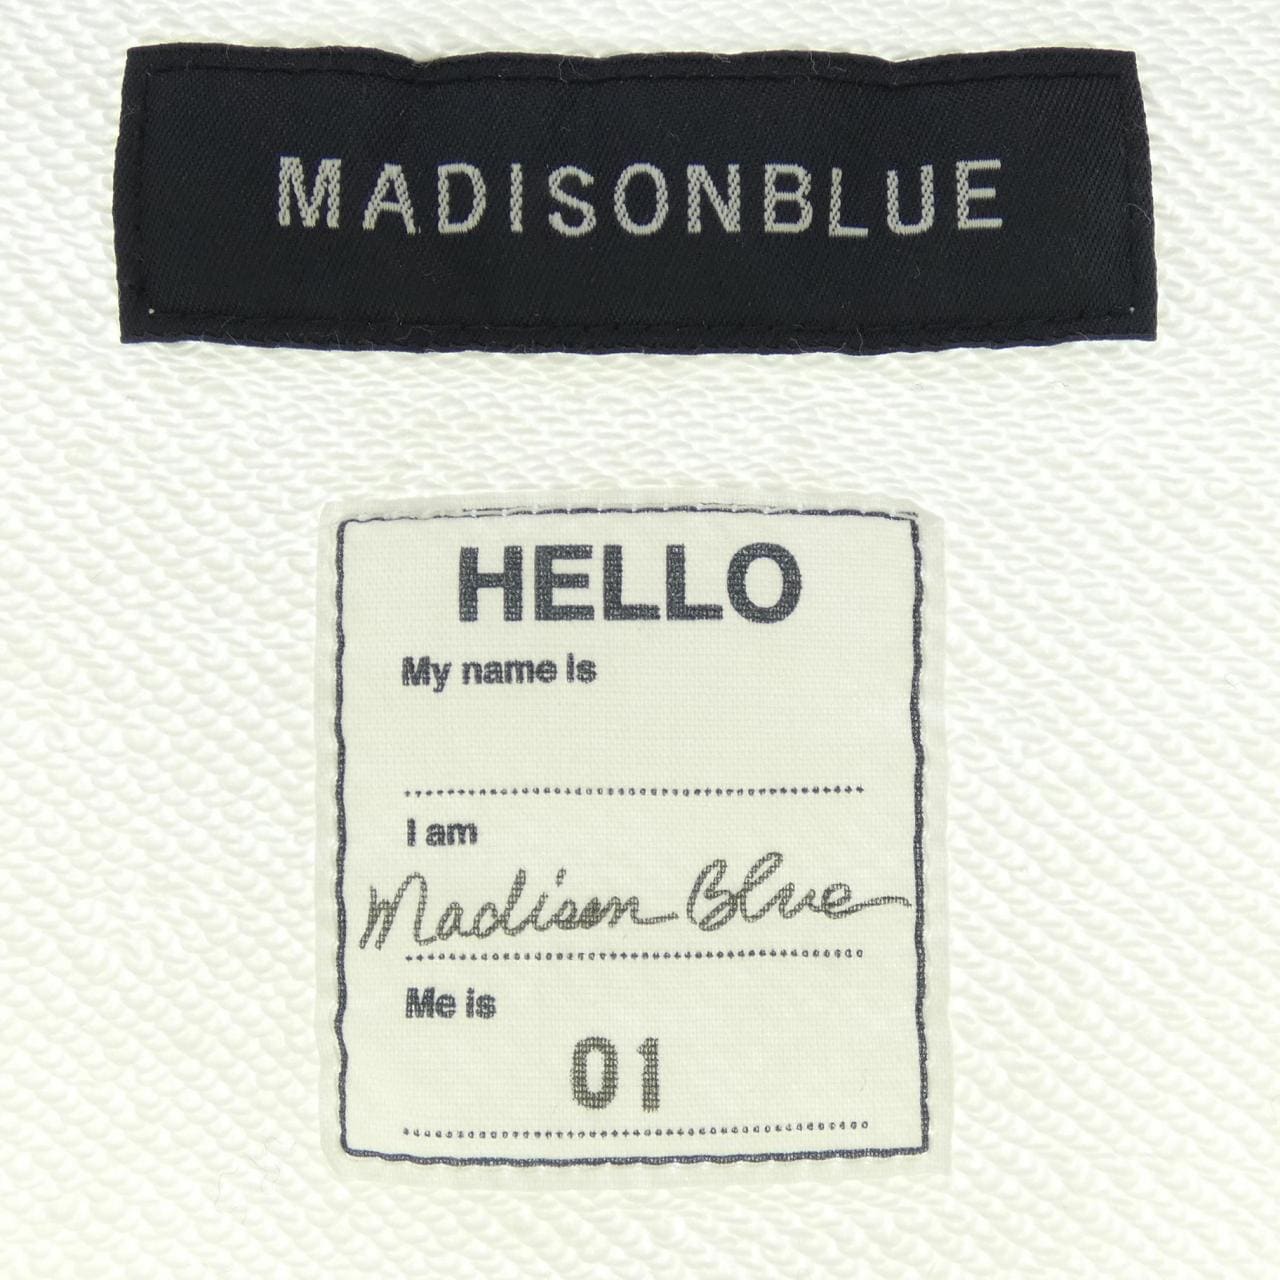 MADISONBLUE
HELLO
My name is
I am
Madison Blue
Me is
01